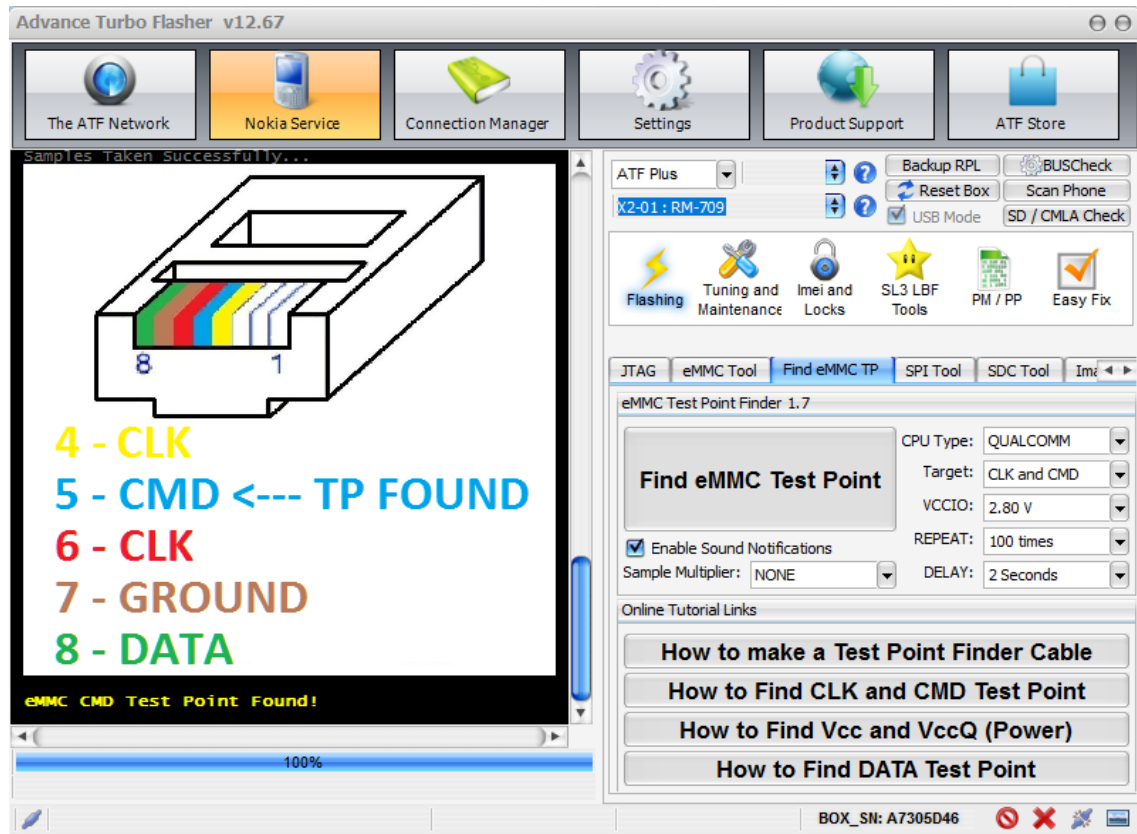 Advance Turbo Flasher v12.67
The ATF Network
Nokia Service
Connection Manager
Settings
Product Support
ATF Store
Samples Taken Successfully...
8 1
4 - CLK
5 - CMD <--- TP FOUND
6 - CLK
7 - GROUND
8 - DATA
eMMC CMD Test Point Found!
100%
ATF Plus
X2-01 : RM-709
Backup RPL
BUSCheck
Reset Box
Scan Phone
USB Mode
SD / CMLA Check
Flashing
Tuning and
Maintenance
Imei and
Locks
SL3 LBF
Tools
PM / PP
Easy Fix
JTAG
eMMC Tool
Find eMMC TP
SPI Tool
SDC Tool
eMMC Test Point Finder 1.7
Find eMMC Test Point
CPU Type: QUALCOMM
Target: CLK and CMD
VCCIO: 2.80 V
REPEAT: 100 times
Enable Sound Notifications
Sample Multiplier: NONE
DELAY: 2 Seconds
Online Tutorial Links
How to make a Test Point Finder Cable
How to Find CLK and CMD Test Point
How to Find Vcc and VccQ (Power)
How to Find DATA Test Point
BOX_SN: A7305D46